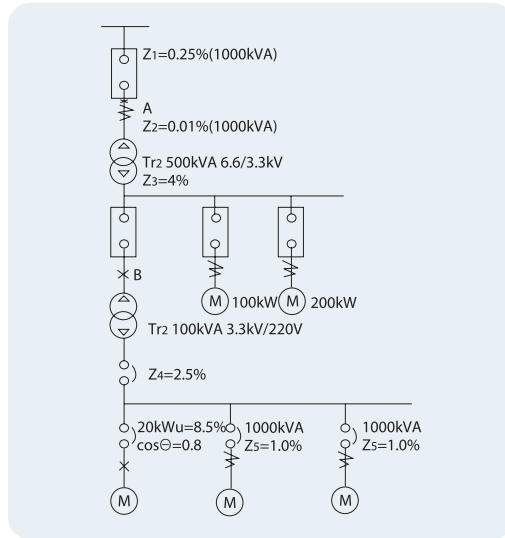 Z1=0.25%(1000kVA)
A
Z2=0.01%(1000kVA)
Tr2 500kVA 6.6/3.3kV
Z3=4%
B
M 100kW M 200kW
Tr2 100kVA 3.3kV/220V
Z4=2.5%
20kWu=8.5% 1000kVA 1000kVA
cos⊖=0.8 Z5=1.0% Z5=1.0%
M M M